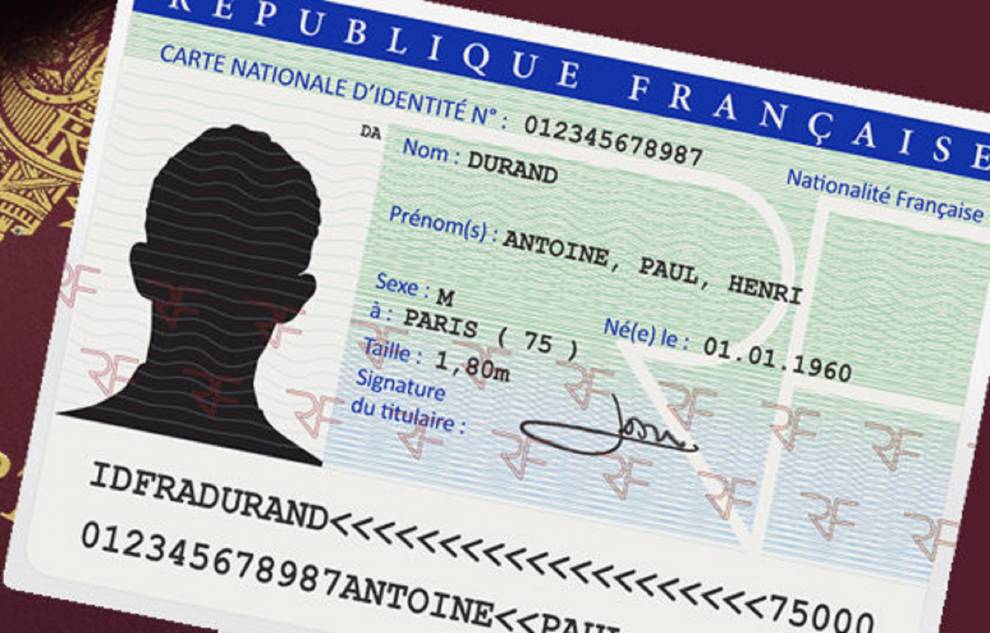 RÉPUBLIQUE FRANÇAISE
CARTE NATIONALE D'IDENTITÉ N° : 012345678987
Nationalité Française
DA
Nom : DURAND
Prénom(s) : ANTOINE, PAUL, HENRI
Sexe : M
Né(e) le : 01.01.1960
à : PARIS ( 75 )
Taille : 1,80m
Signature
du titulaire :
IDFRADURAND<<<<<<<<<<<<<<<<<<<<<75000
012345678987ANTOINE<<PAUL